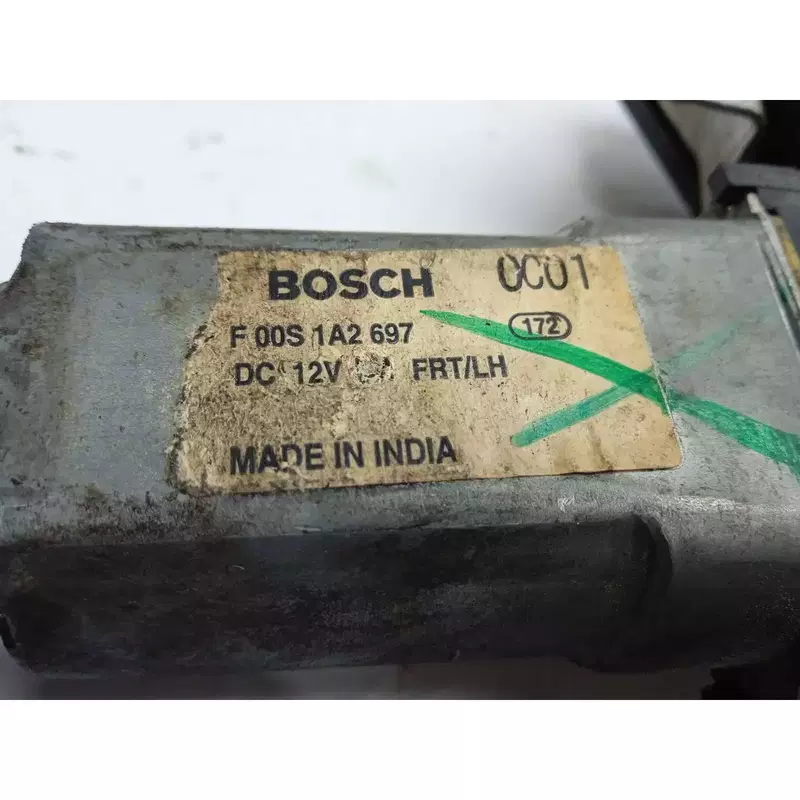 BOSCH 0C01
F 00S 1A2 697 172
DC 12V FRT/LH
MADE IN INDIA